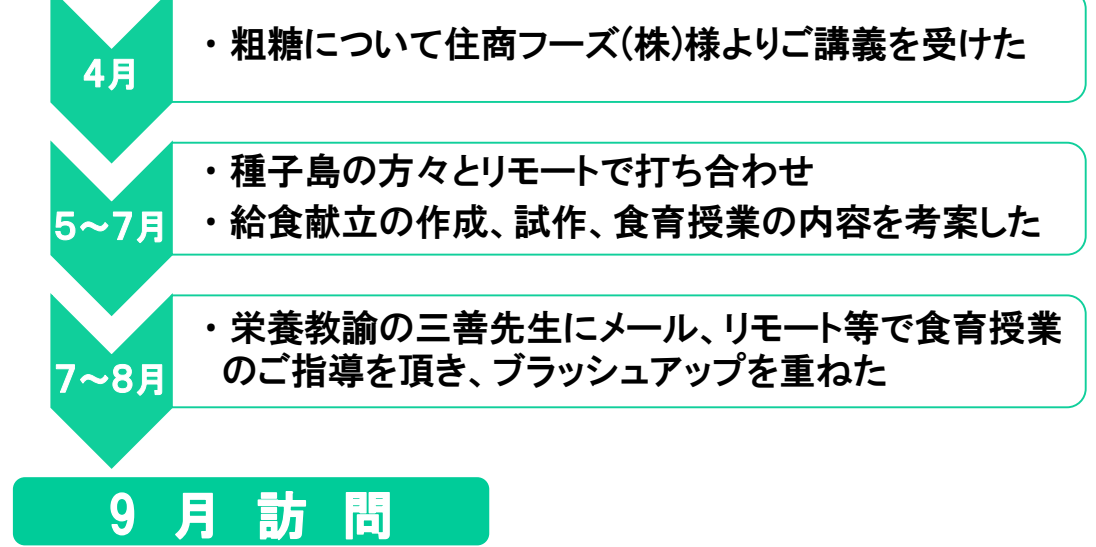 4月
・粗糖について住商フーズ(株)様よりご講義を受けた
5～7月
・種子島の方々とリモートで打ち合わせ
・給食献立の作成、試作、食育授業の内容を考案した
7～8月
・栄養教諭の三善先生にメール、リモート等で食育授業
のご指導を頂き、ブラッシュアップを重ねた
9月訪問